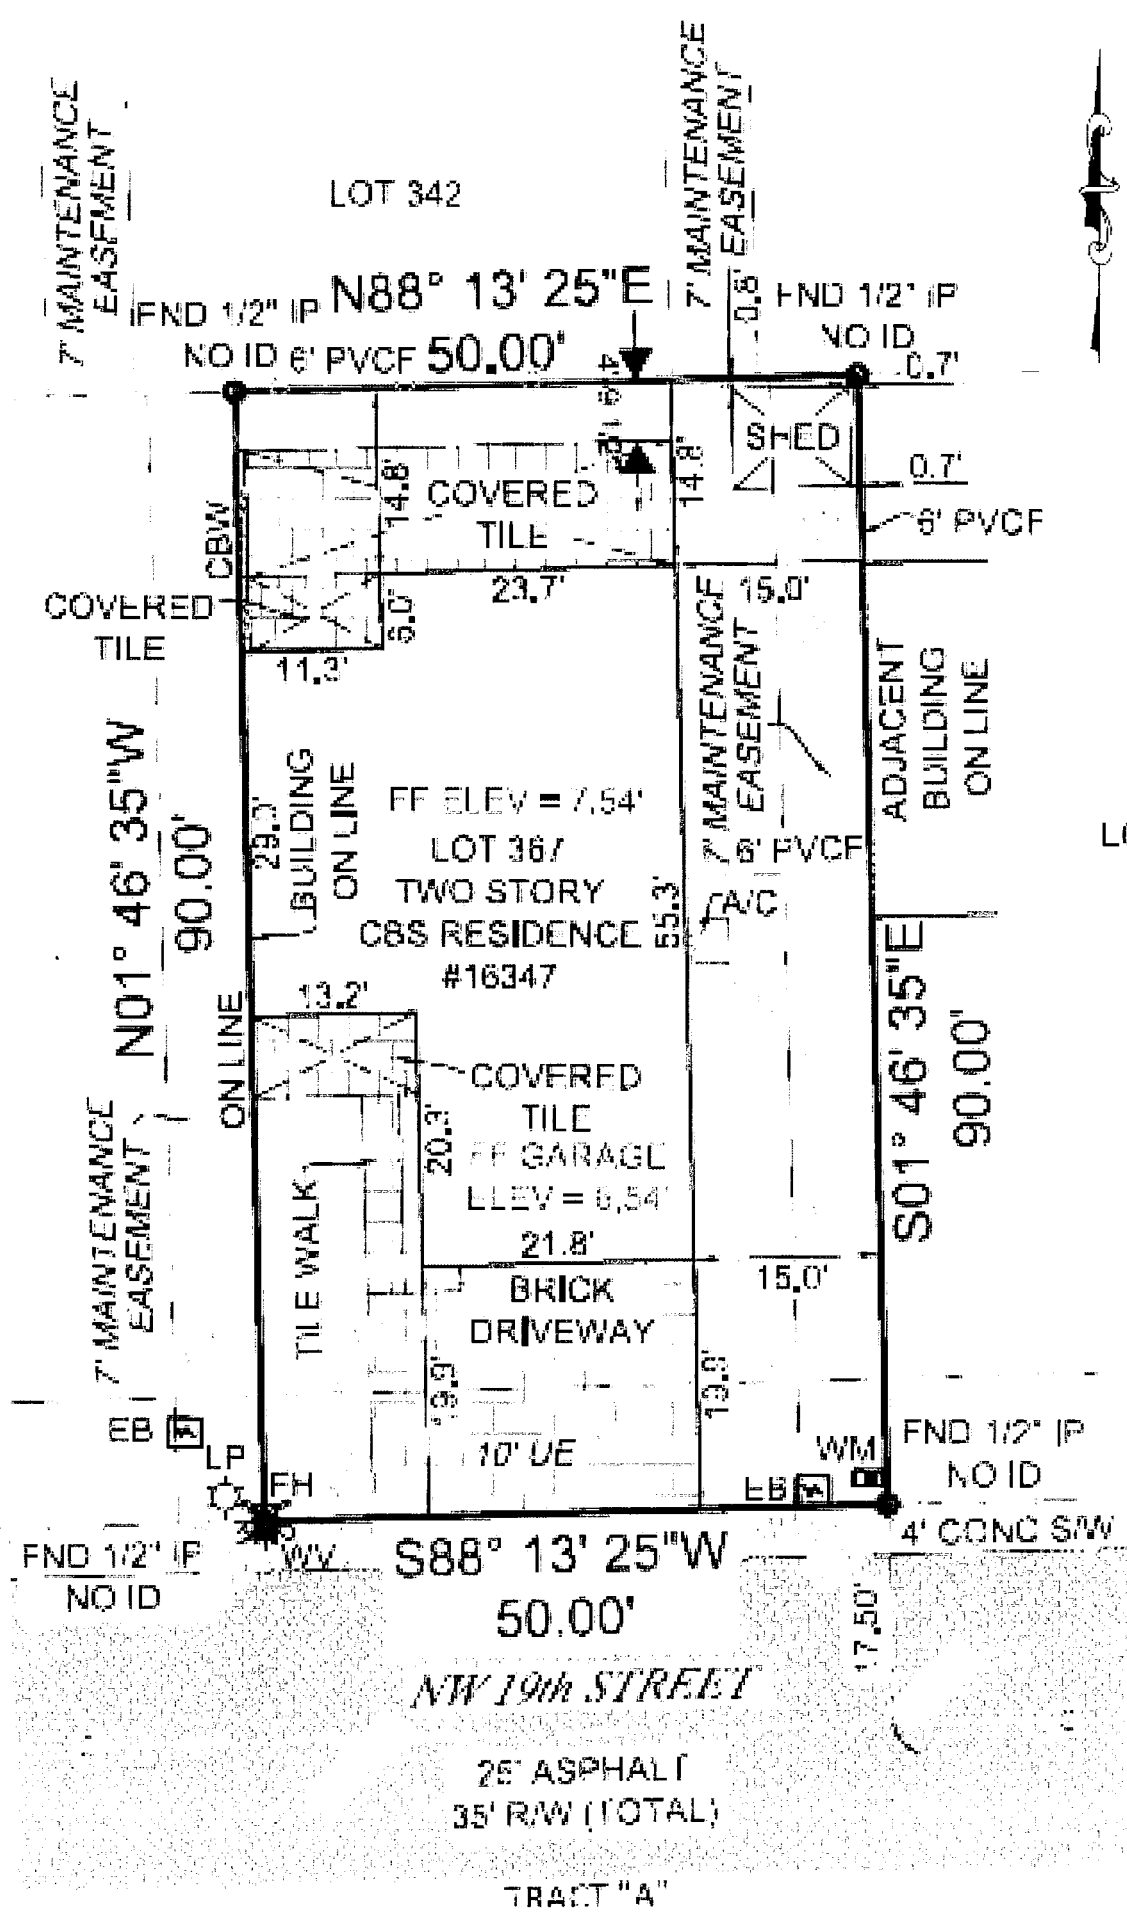 7' MAINTENANCE
EASEMENT
7' MAINTENANCE
EASEMENT
LOT 342
N88° 13' 25"E
50.00'
FND 1/2" IP
NO ID
6' PVCF
0.8'
FND 1/2" IP
NO ID
0.7'
SHED
0.7'
6' PVCF
14.8'
COVERED
TILE
14.8'
CBW
COVERED
TILE
23.7'
15.0'
6.0'
11.3'
N01° 46' 35"W
90.00'
29.0'
BUILDING
ON LINE
FF ELEV = 7.54'
LOT 367
TWO STORY
CBS RESIDENCE
#16347
55.3'
7' MAINTENANCE
EASEMENT
6' PVCF
A/C
ADJACENT
BUILDING
ON LINE
S01° 46' 35"E
90.00'
ON LINE
13.2'
COVERED
TILE
20.3'
FF GARAGE
ELEV = 6.54'
7' MAINTENANCE
EASEMENT
TILE WALK
21.8'
15.0'
BRICK
DRIVEWAY
19.9'
19.9'
10' UE
EB
LP
FH
WV
FND 1/2" IP
NO ID
EB
WM
FND 1/2" IP
NO ID
4' CONC S/W
S88° 13' 25"W
50.00'
17.50'
NW 19th STREET
ASPHALT
35' R/W (TOTAL)
TRACT "A"